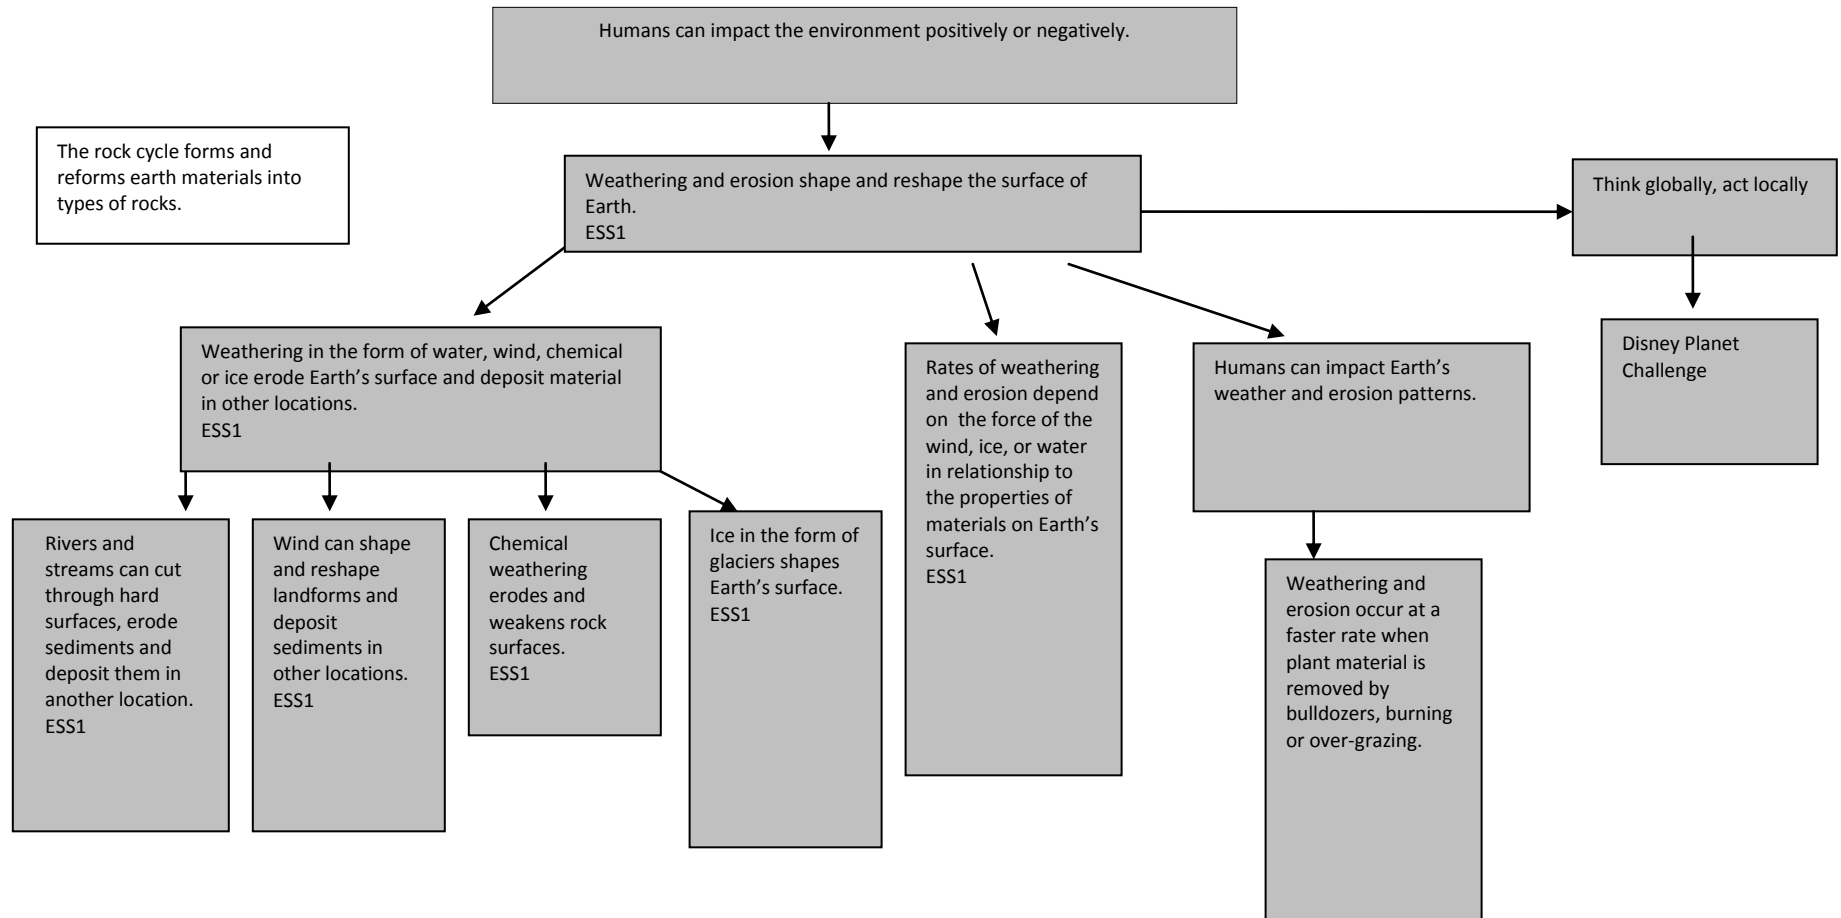 Humans can impact the environment positively or negatively.
The rock cycle forms and
reforms earth materials into
types of rocks.
Weathering and erosion shape and reshape the surface of
Earth.
ESS1
Think globally, act locally
Weathering in the form of water, wind, chemical
or ice erode Earth's surface and deposit material
in other locations.
ESS1
Rates of weathering
and erosion depend
on  the force of the
wind, ice, or water
in relationship to
the properties of
materials on Earth's
surface.
ESS1
Humans can impact Earth's
weather and erosion patterns.
Disney Planet
Challenge
Rivers and
streams can cut
through hard
surfaces, erode
sediments and
deposit them in
another location.
ESS1
Wind can shape
and reshape
landforms and
deposit
sediments in
other locations.
ESS1
Chemical
weathering
erodes and
weakens rock
surfaces.
ESS1
Ice in the form of
glaciers shapes
Earth's surface.
ESS1
Weathering and
erosion occur at a
faster rate when
plant material is
removed by
bulldozers, burning
or over-grazing.